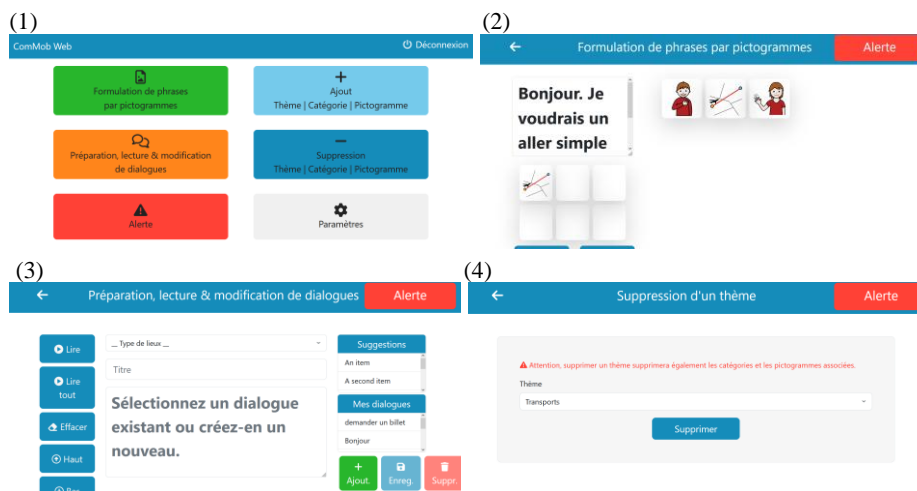 (1)
ComMob Web
Déconnexion
Formulation de phrases
par pictogrammes
Ajout
Thème | Catégorie | Pictogramme
Préparation, lecture & modification
de dialogues
Suppression
Thème | Catégorie | Pictogramme
Alerte
Paramètres
(2)
Formulation de phrases par pictogrammes
Alerte
Bonjour. Je
voudrais un
aller simple
(3)
Préparation, lecture & modification de dialogues
Alerte
Lire
Lire
tout
Effacer
Haut
Bas
__ Type de lieux __
Titre
Sélectionnez un dialogue
existant ou créez-en un
nouveau.
Suggestions
An item
A second item
Mes dialogues
demander un billet
Bonjour
Ajout.
Enreg.
Suppr.
(4)
Suppression d'un thème
Alerte
Attention, supprimer un thème supprimera également les catégories et les pictogrammes associées.
Thème
Transports
Supprimer